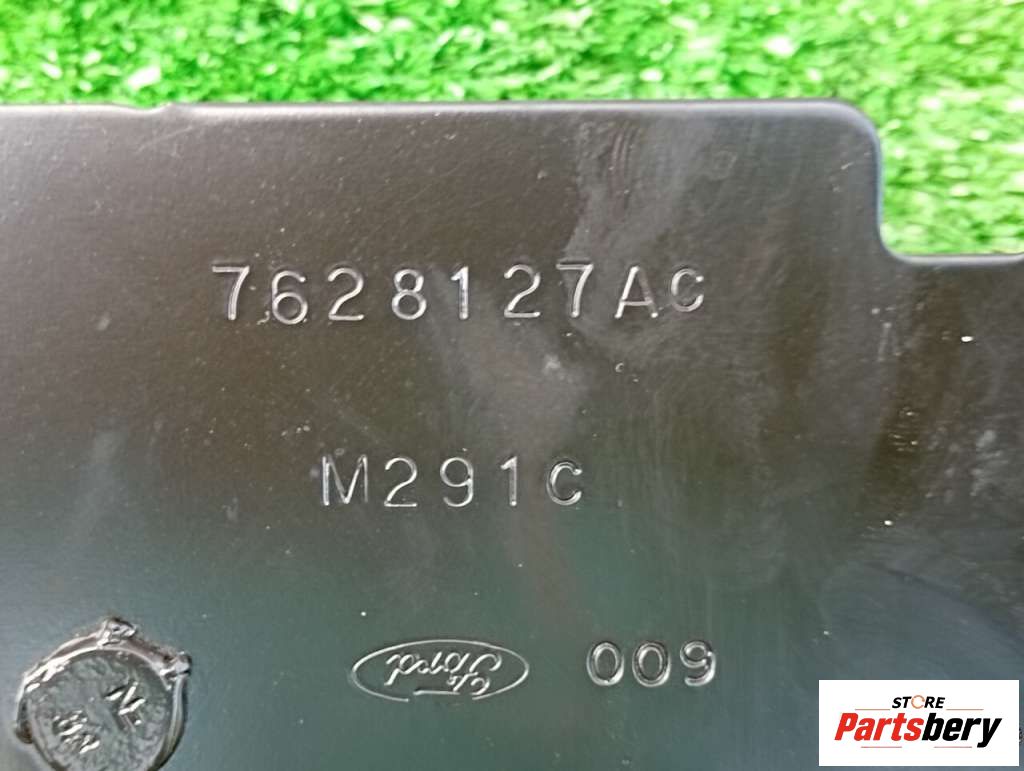 7628127AC
M291C
Ford 009
STORE
Partsbery